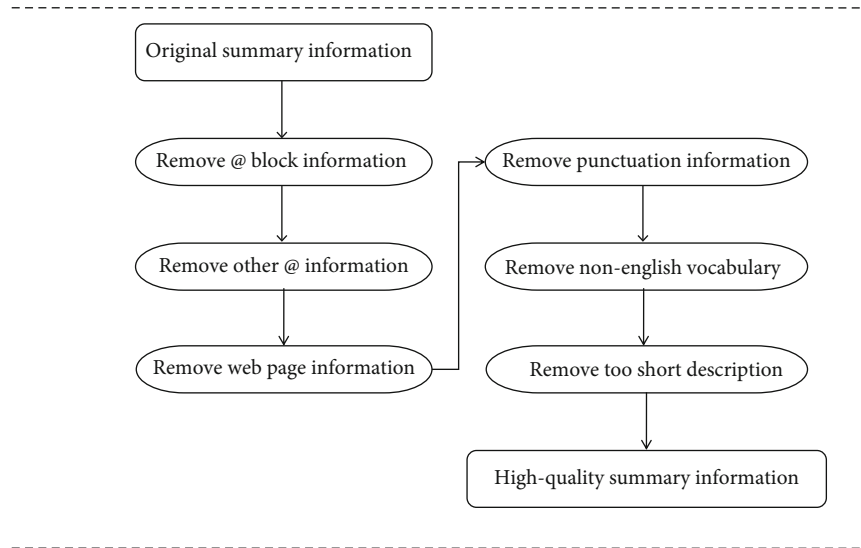 Original summary information
Remove @ block information
Remove other @ information
Remove web page information
Remove punctuation information
Remove non-english vocabulary
Remove too short description
High-quality summary information